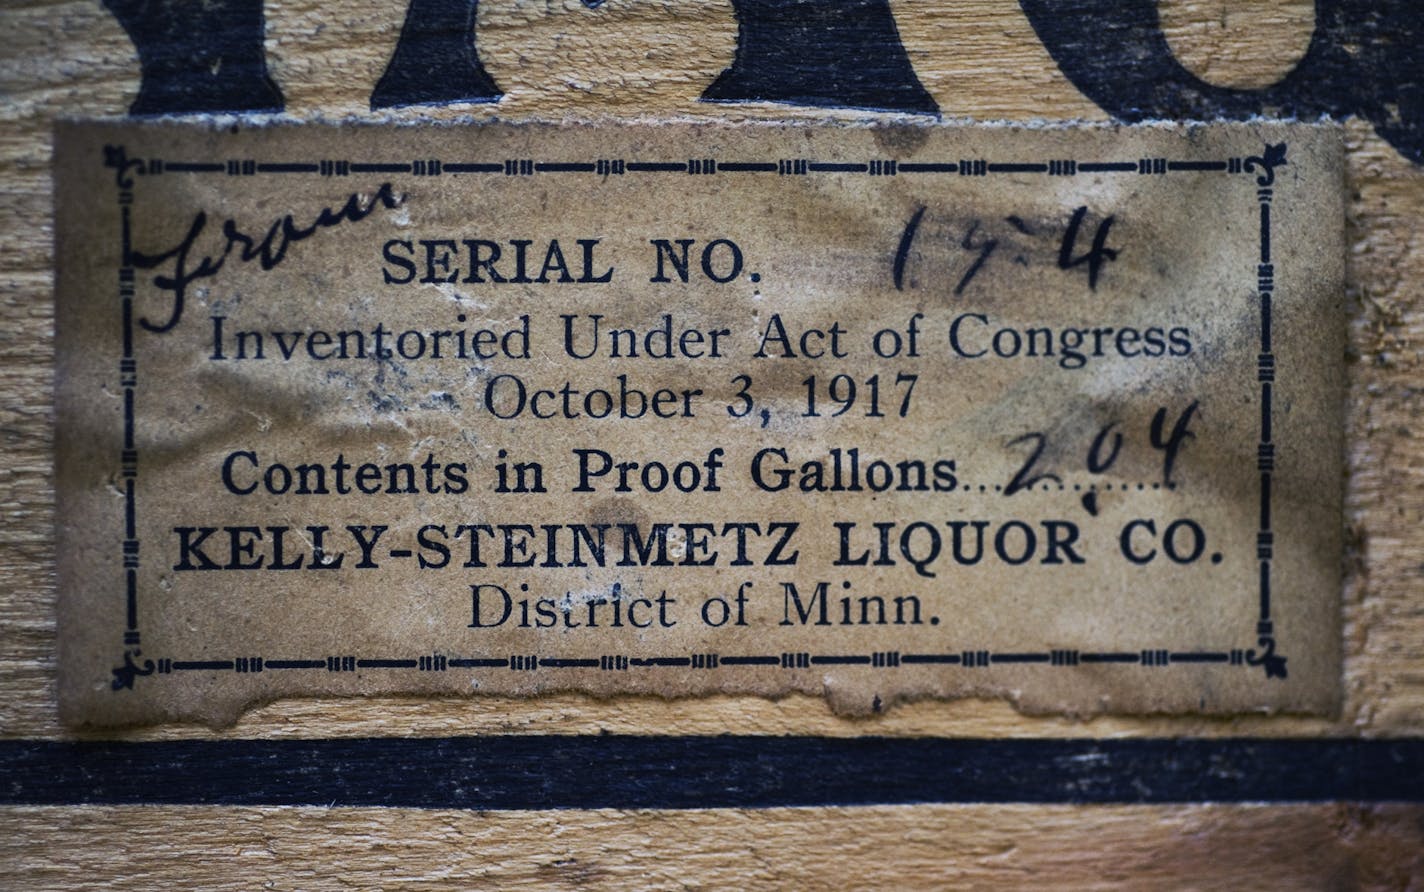 from
SERIAL NO. 154
Inventoried Under Act of Congress
October 3, 1917
Contents in Proof Gallons.............. 2.04
KELLY-STEINMETZ LIQUOR CO.
District of Minn.